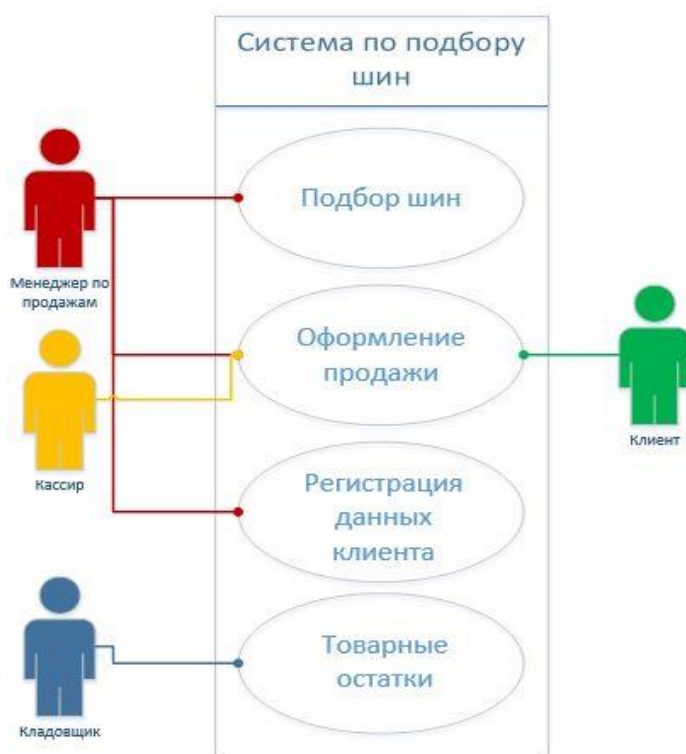 Система по подбору
шин
Подбор шин
Менеджер по
продажам
Оформление
продажи
Кассир
Клиент
Регистрация
данных
клиента
Товарные
остатки
Кладовщик